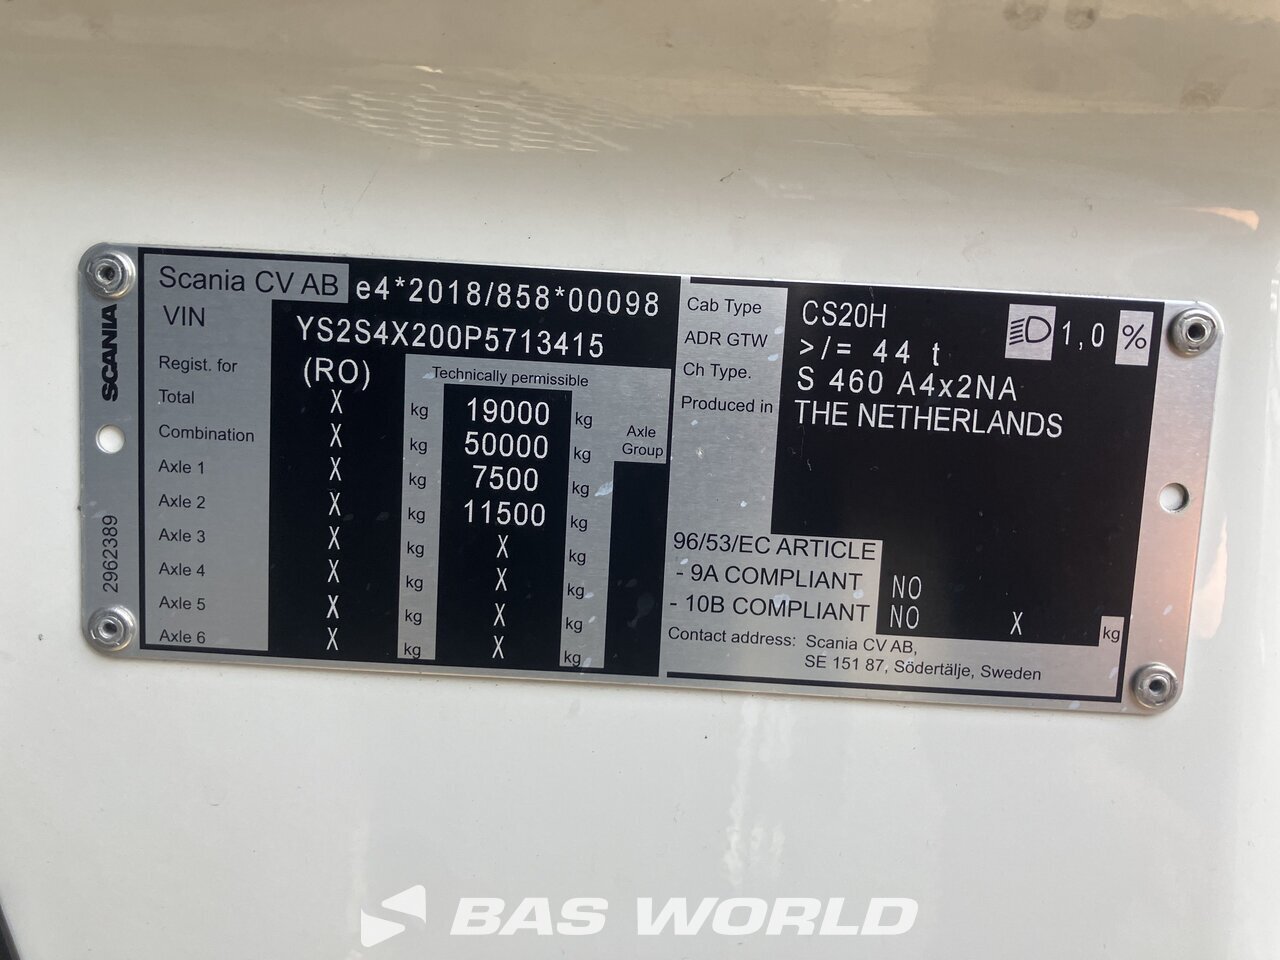 SCANIA
2962389
Scania CV AB e4*2018/858*00098
VIN YS2S4X200P5713415
Regist. for (RO) Technically permissible
Total X kg 19000 kg
Combination X kg 50000 kg Axle Group
Axle 1 X kg 7500 kg
Axle 2 X kg 11500 kg
Axle 3 X kg X kg
Axle 4 X kg X kg
Axle 5 X kg X kg
Axle 6 X kg X kg
Cab Type CS20H 1,0 %
ADR GTW >/= 44 t
Ch Type. S 460 A4x2NA
Produced in THE NETHERLANDS
96/53/EC ARTICLE
- 9A COMPLIANT NO
- 10B COMPLIANT NO X kg
Contact address: Scania CV AB,
SE 151 87, Södertälje, Sweden
BAS WORLD